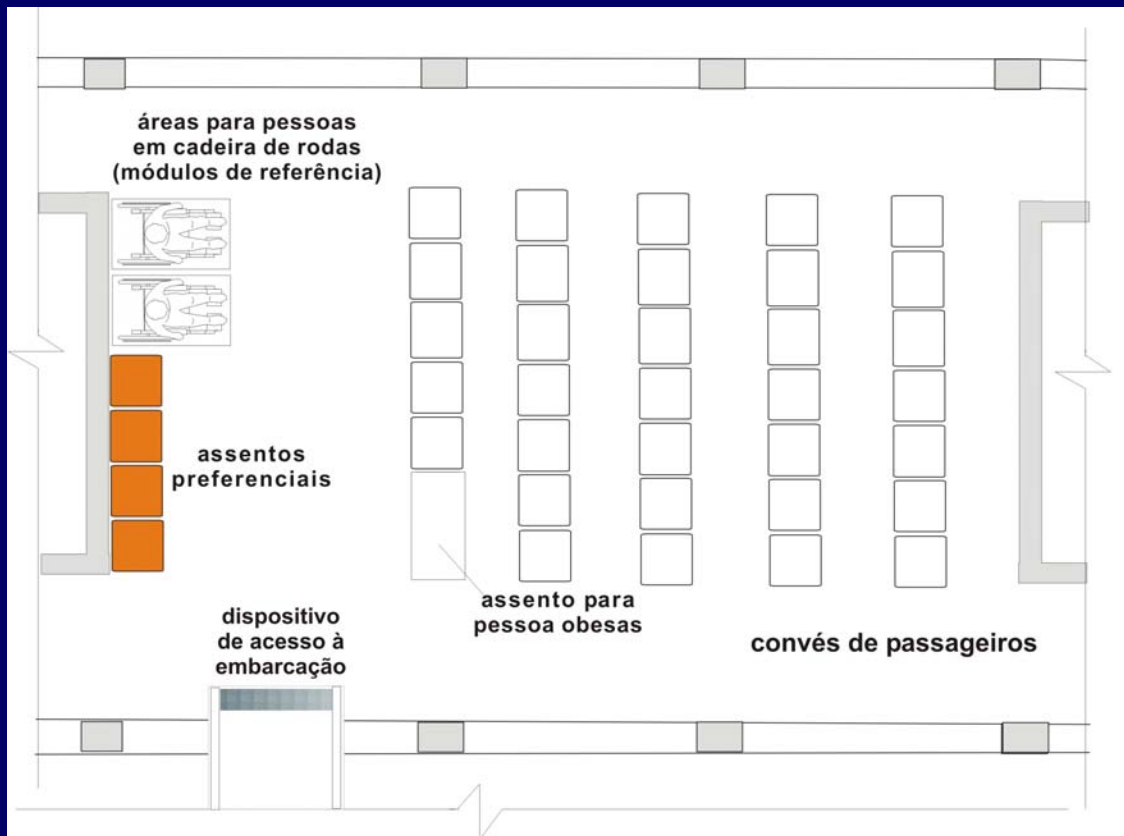 áreas para pessoas
em cadeira de rodas
(módulos de referência)
assentos
preferenciais
assento para
pessoa obesas
dispositivo
de acesso à
embarcação
convés de passageiros